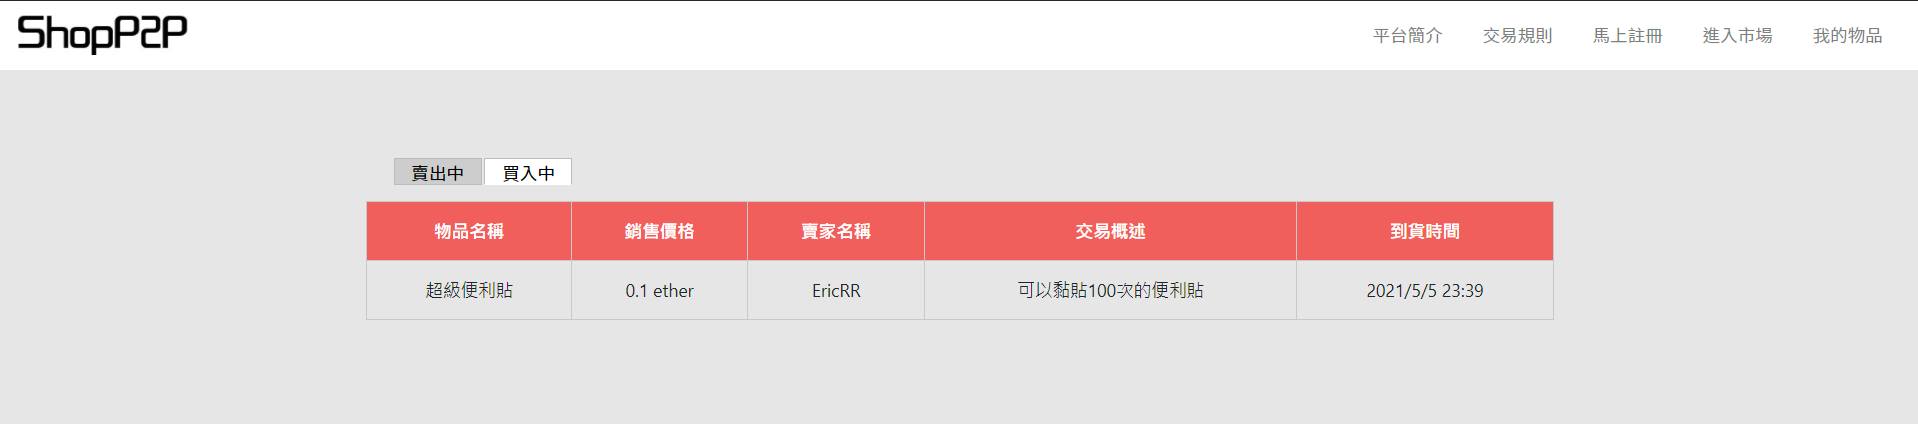 ShopP2P
平台簡介 交易規則 馬上註冊 進入市場 我的物品
賣出中 買入中
物品名稱 銷售價格 賣家名稱 交易概述 到貨時間
超級便利貼 0.1 ether EricRR 可以黏貼100次的便利貼 2021/5/5 23:39